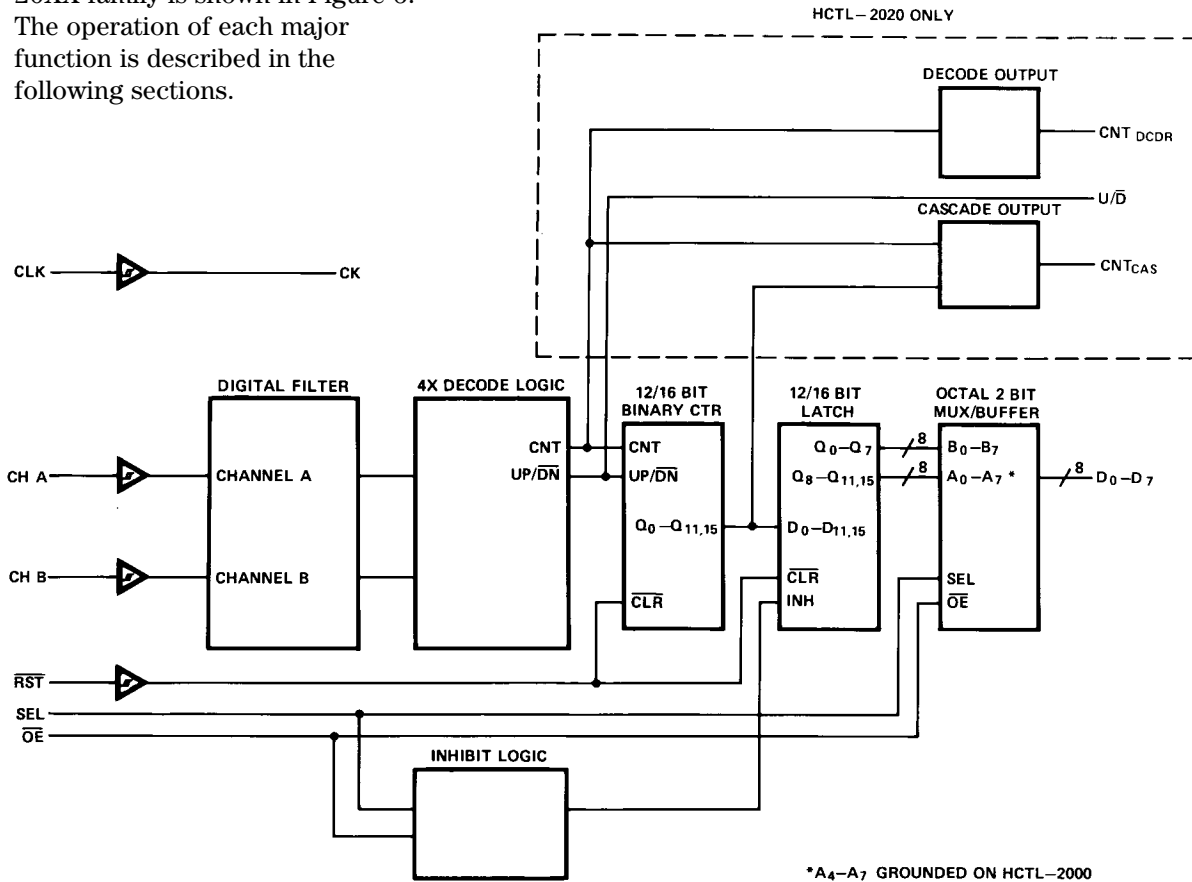 20XX family is shown in Figure 6.
The operation of each major
function is described in the
following sections.
HCTL–2020 ONLY
DECODE OUTPUT
CNT DCDR
U/D̅
CASCADE OUTPUT
CNTCAS
CLK
CK
DIGITAL FILTER
4X DECODE LOGIC
12/16 BIT
BINARY CTR
12/16 BIT
LATCH
OCTAL 2 BIT
MUX/BUFFER
CNT
CNT
Q0–Q7
8
B0–B7
CH A
CHANNEL A
UP/D̅N̅
UP/D̅N̅
Q8–Q11,15
8
A0–A7 *
8
D0–D7
Q0–Q11,15
D0–D11,15
CH B
CHANNEL B
C̅L̅R̅
SEL
C̅L̅R̅
INH
O̅E̅
R̅S̅T̅
SEL
O̅E̅
INHIBIT LOGIC
*A4–A7 GROUNDED ON HCTL–2000